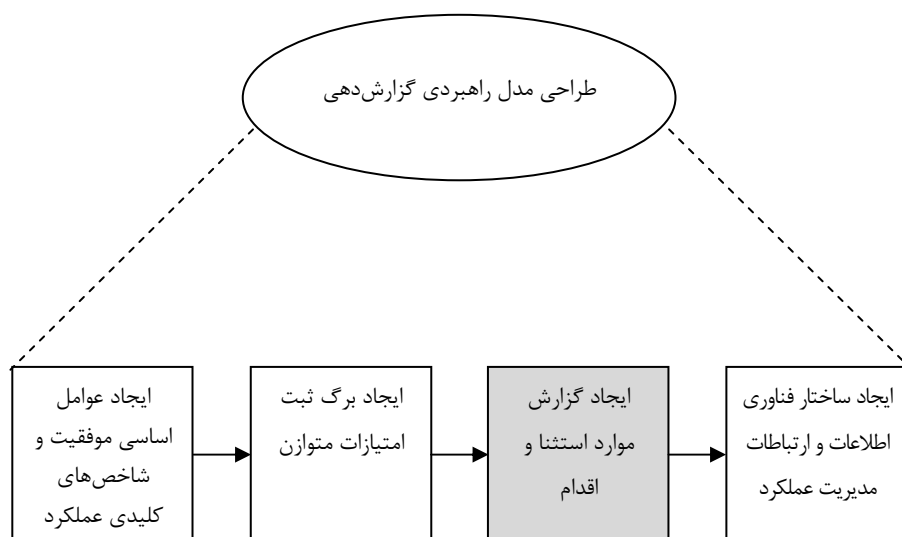 طراحی مدل راهبردی گزارش‌دهی
ایجاد عوامل
اساسی موفقیت و
شاخص‌های
کلیدی عملکرد
ایجاد برگ ثبت
امتیازات متوازن
ایجاد گزارش
موارد استثنا و
اقدام
ایجاد ساختار فناوری
اطلاعات و ارتباطات
مدیریت عملکرد